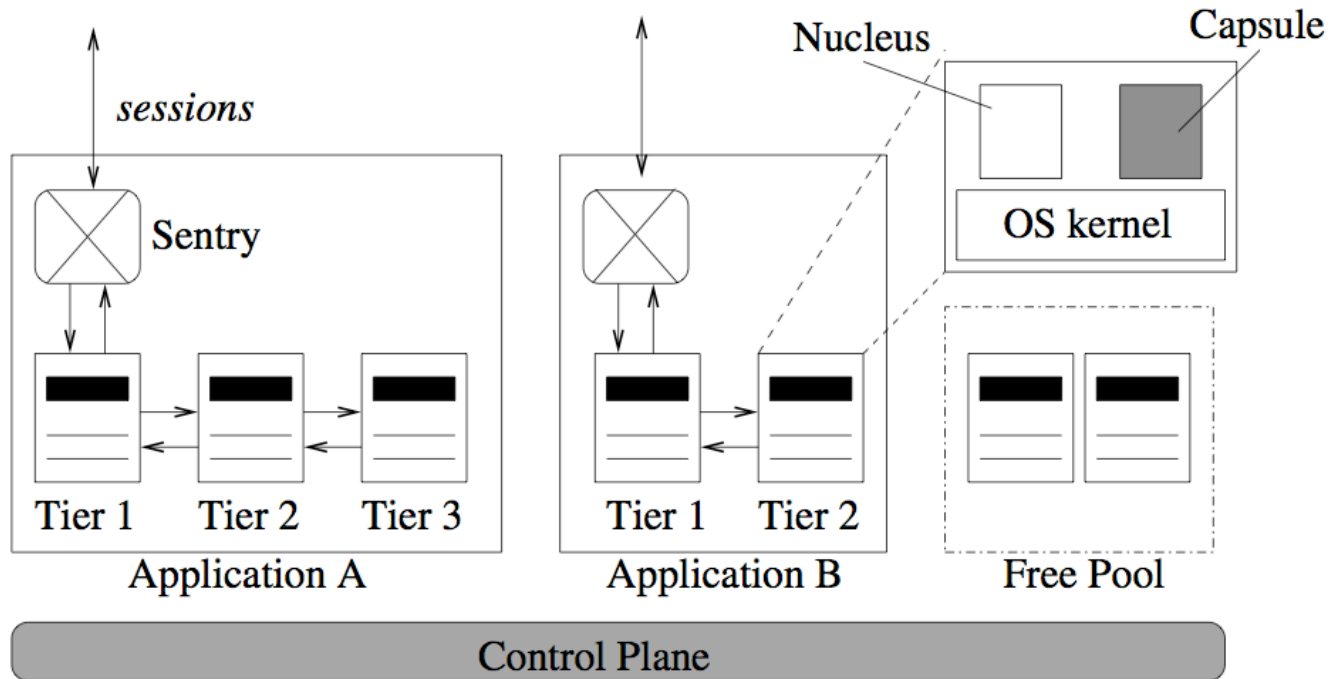 Nucleus
Capsule
sessions
Sentry
OS kernel
Tier 1
Tier 2
Tier 3
Tier 1
Tier 2
Application A
Application B
Free Pool
Control Plane